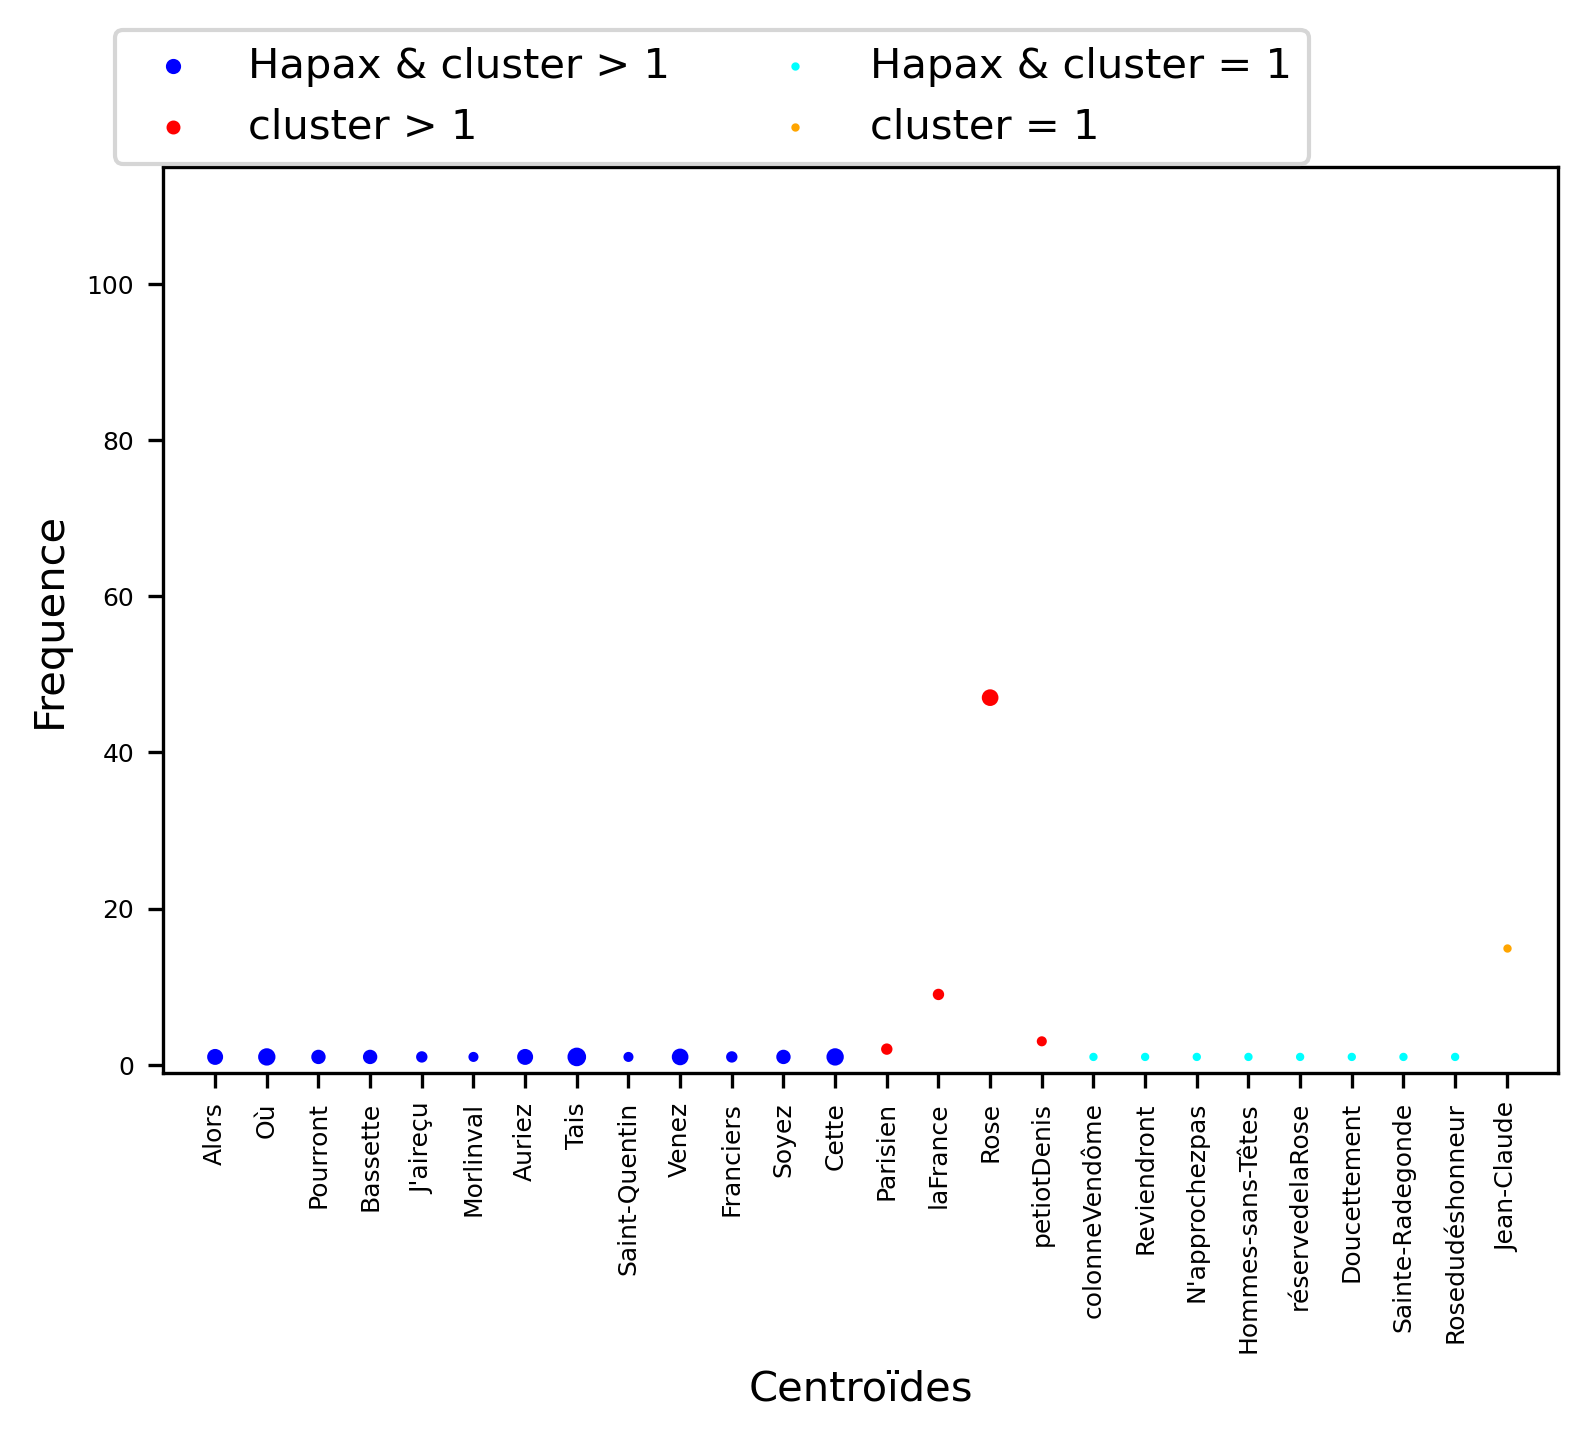 Hapax & cluster > 1
cluster > 1
Hapax & cluster = 1
cluster = 1
100
80
60
40
20
0
Frequence
Alors
Où
Pourront
Bassette
J'aireçu
Morlinval
Auriez
Tais
Saint-Quentin
Venez
Franciers
Soyez
Cette
Parisien
laFrance
Rose
petiotDenis
colonneVendôme
Reviendront
N'approchezpas
Hommes-sans-Têtes
réservedelaRose
Doucettement
Sainte-Radegonde
Rosedudéshonneur
Jean-Claude
Centroïdes